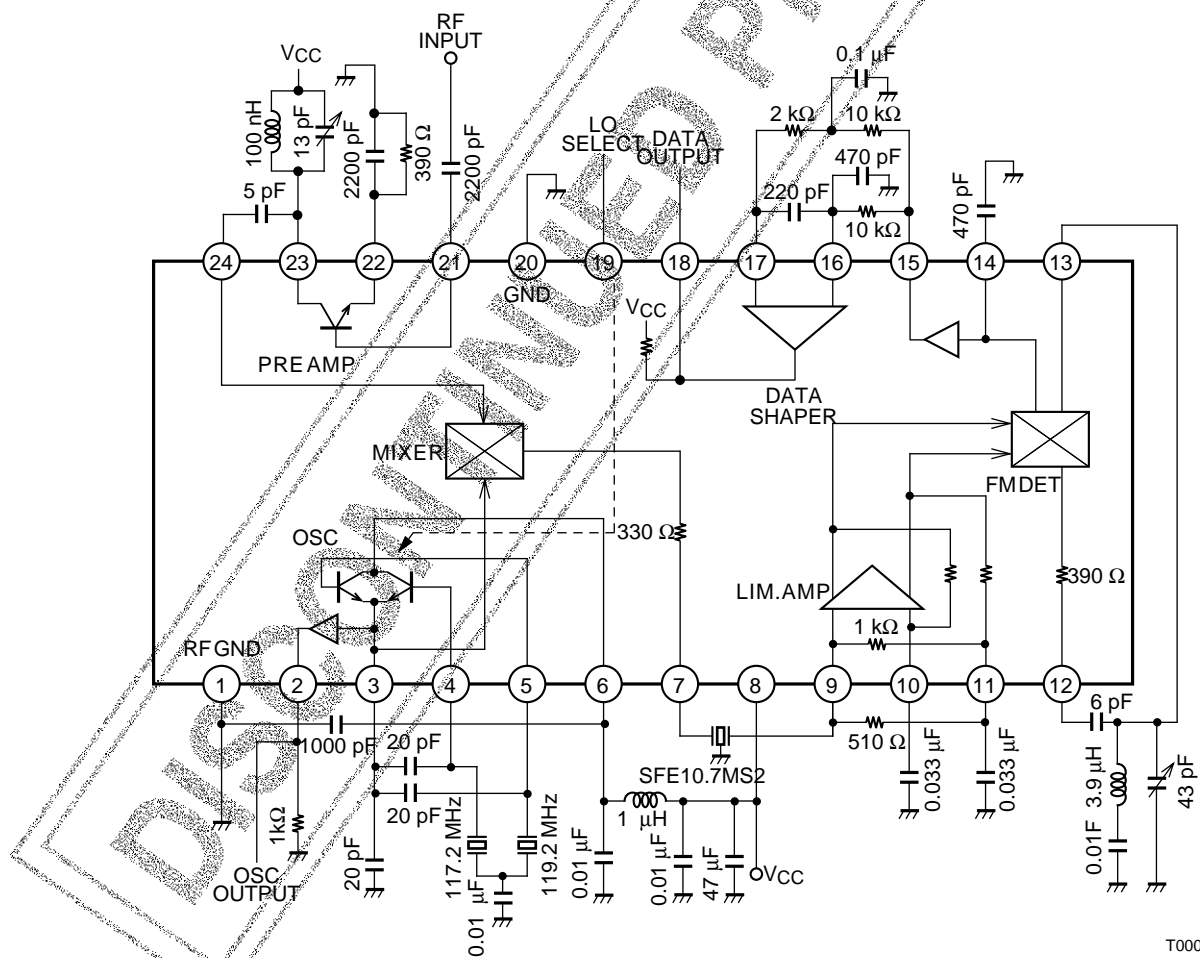 RF
INPUT
VCC
100 nH
13 pF
2200 pF
390 Ω
2200 pF
5 pF
LO
SELECT
DATA
OUTPUT
0.1 μF
2 kΩ
10 kΩ
470 pF
220 pF
10 kΩ
470 pF
24
23
22
21
20
19
18
17
16
15
14
13
GND
VCC
PREAMP
DATA
SHAPER
MIXER
FMDET
OSC
330 Ω
LIM.AMP
390 Ω
1 kΩ
RFGND
1
2
3
4
5
6
7
8
9
10
11
12
1000 pF
20 pF
20 pF
1kΩ
OSC
OUTPUT
20 pF
117.2 MHz
119.2 MHz
0.01 μF
0.01 μF
1 μH
0.01 μF
47 μF
VCC
SFE10.7MS2
510 Ω
0.033 μF
0.033 μF
6 pF
3.9 μH
43 pF
0.01F
DISCONTINUED P
T000